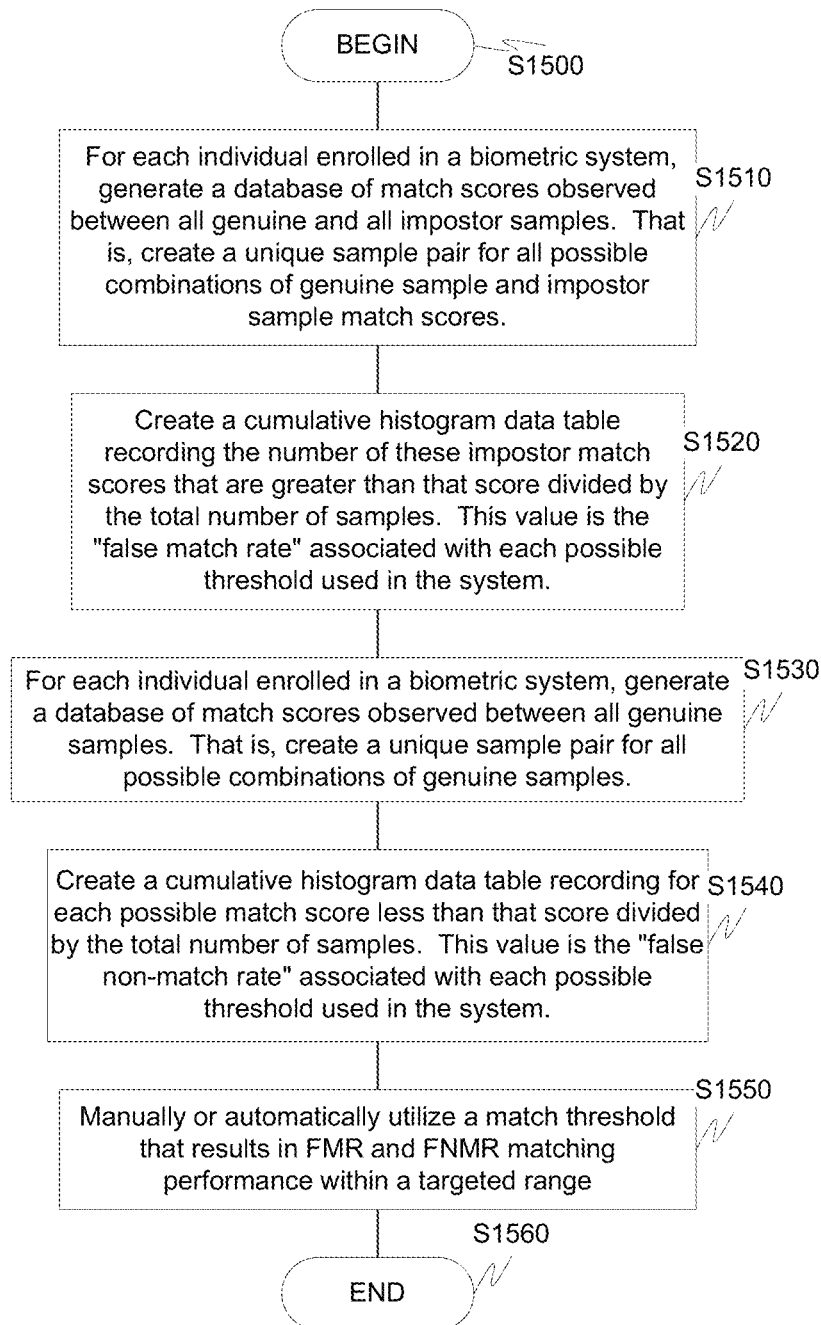 BEGIN
S1500
For each individual enrolled in a biometric system,
generate a database of match scores observed
between all genuine and all impostor samples. That
is, create a unique sample pair for all possible
combinations of genuine sample and impostor
sample match scores.
S1510
Create a cumulative histogram data table
recording the number of these impostor match
scores that are greater than that score divided by
the total number of samples. This value is the
"false match rate" associated with each possible
threshold used in the system.
S1520
For each individual enrolled in a biometric system, generate
a database of match scores observed between all genuine
samples. That is, create a unique sample pair for all
possible combinations of genuine samples.
S1530
Create a cumulative histogram data table recording for
each possible match score less than that score divided
by the total number of samples. This value is the "false
non-match rate" associated with each possible
threshold used in the system.
S1540
Manually or automatically utilize a match threshold
that results in FMR and FNMR matching
performance within a targeted range
S1550
END
S1560